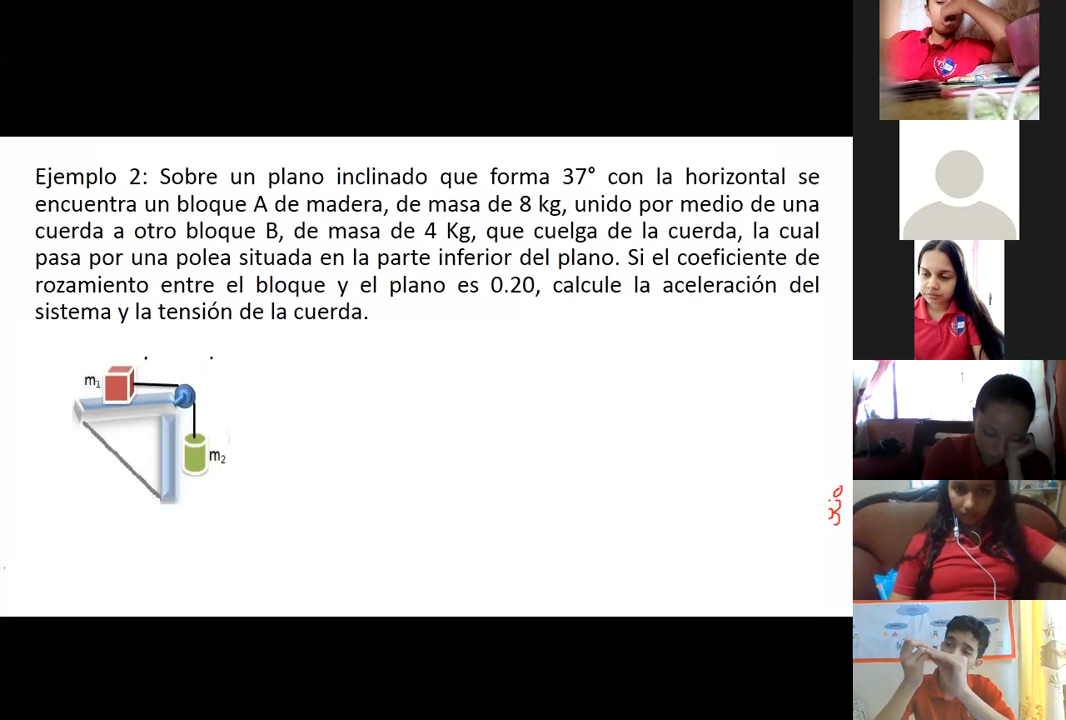 Ejemplo 2: Sobre un plano inclinado que forma 37° con la horizontal se
encuentra un bloque A de madera, de masa de 8 kg, unido por medio de una
cuerda a otro bloque B, de masa de 4 Kg, que cuelga de la cuerda, la cual
pasa por una polea situada en la parte inferior del plano. Si el coeficiente de
rozamiento entre el bloque y el plano es 0.20, calcule la aceleración del
sistema y la tensión de la cuerda.
m₁
m₂